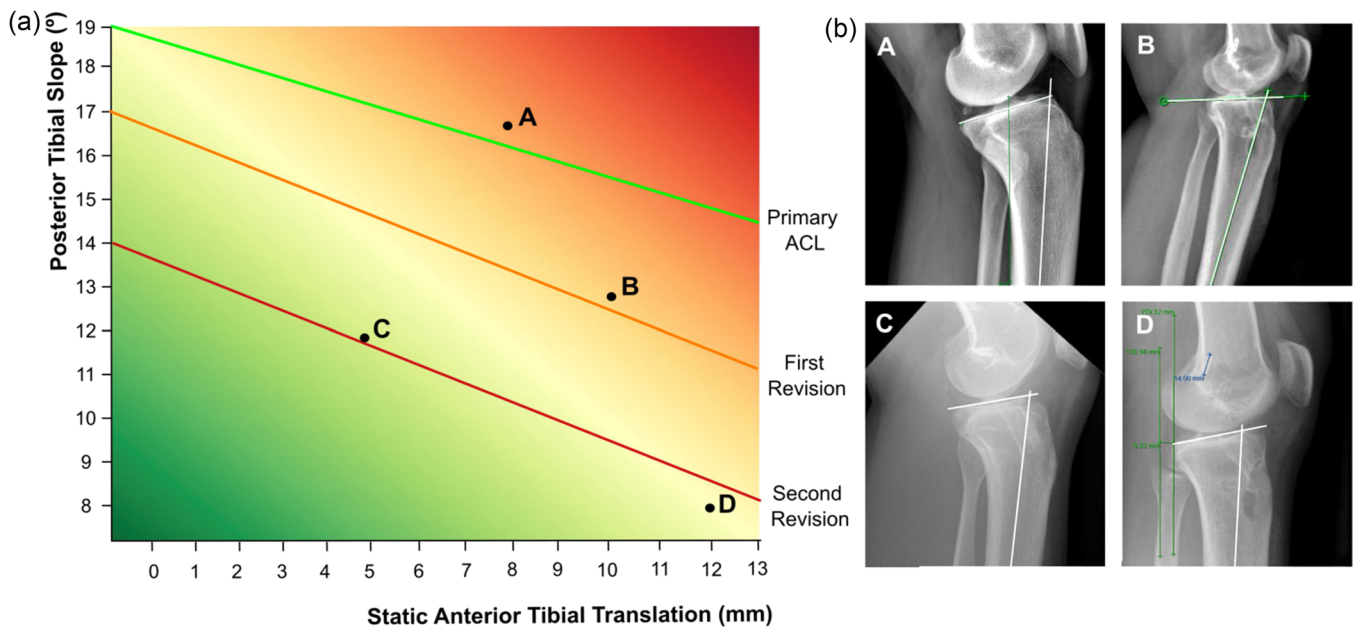 (a)
Posterior Tibial Slope (º)
19
18
17
16
15
14
13
12
11
10
9
8
A
B
C
D
Primary
ACL
First
Revision
Second
Revision
0 1 2 3 4 5 6 7 8 9 10 11 12 13
Static Anterior Tibial Translation (mm)
(b)
A
B
C
D
14.00 mm